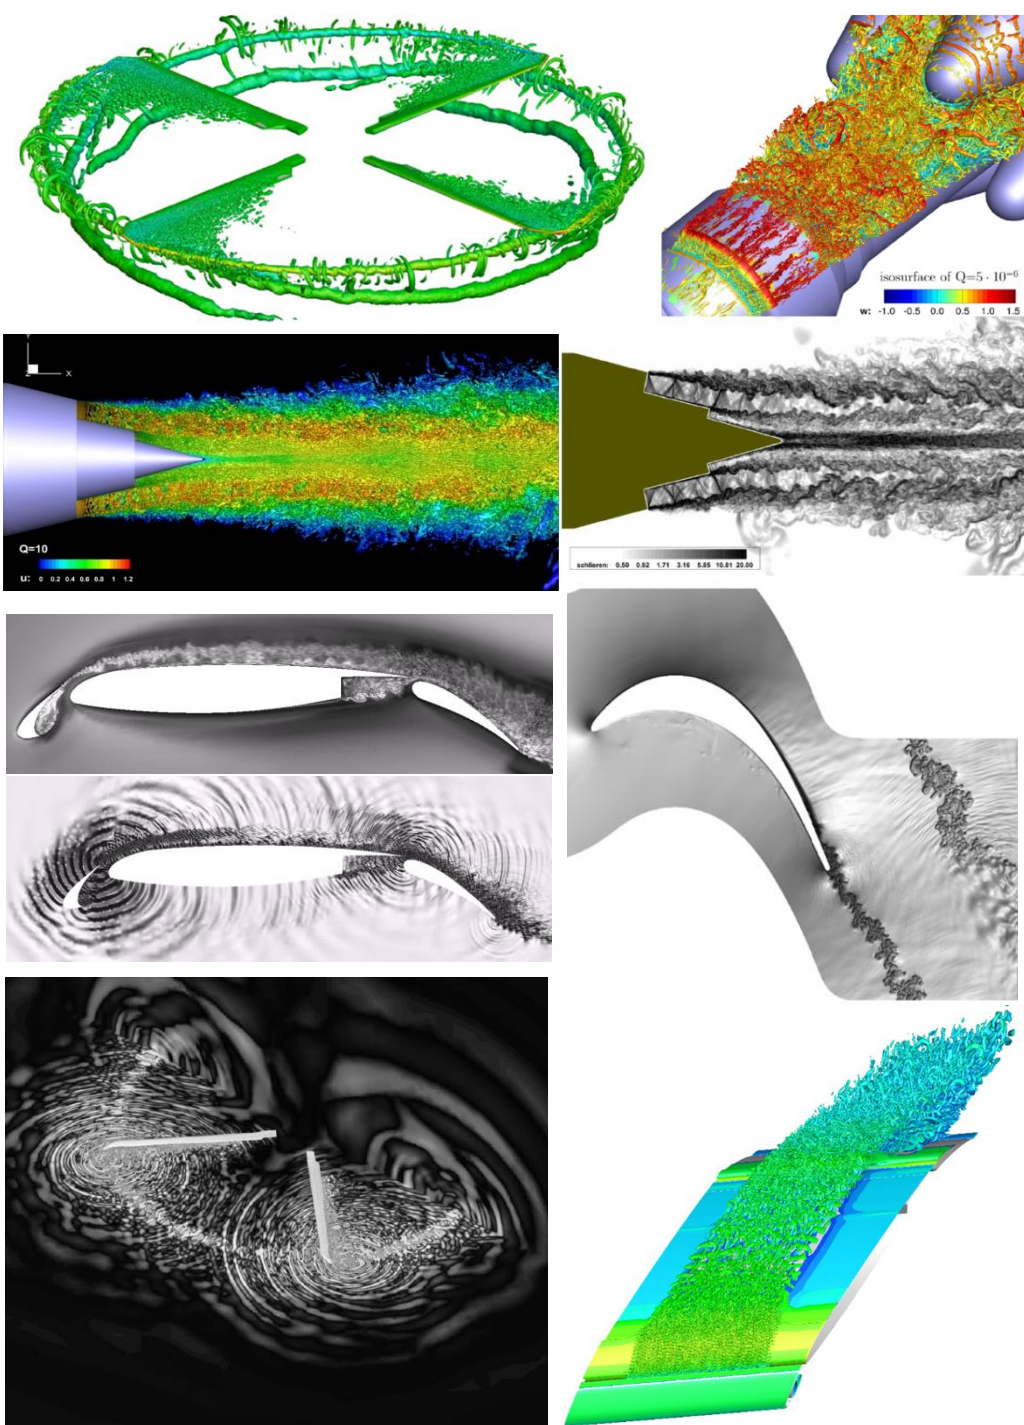 isosurface of Q=5 · 10⁻⁶
w: -1.0 -0.5 0.0 0.5 1.0 1.5
X
Q=10
u: 0 0.2 0.4 0.6 0.8 1 1.2
schlieren: 0.50 0.92 1.71 3.16 5.85 10.81 20.00